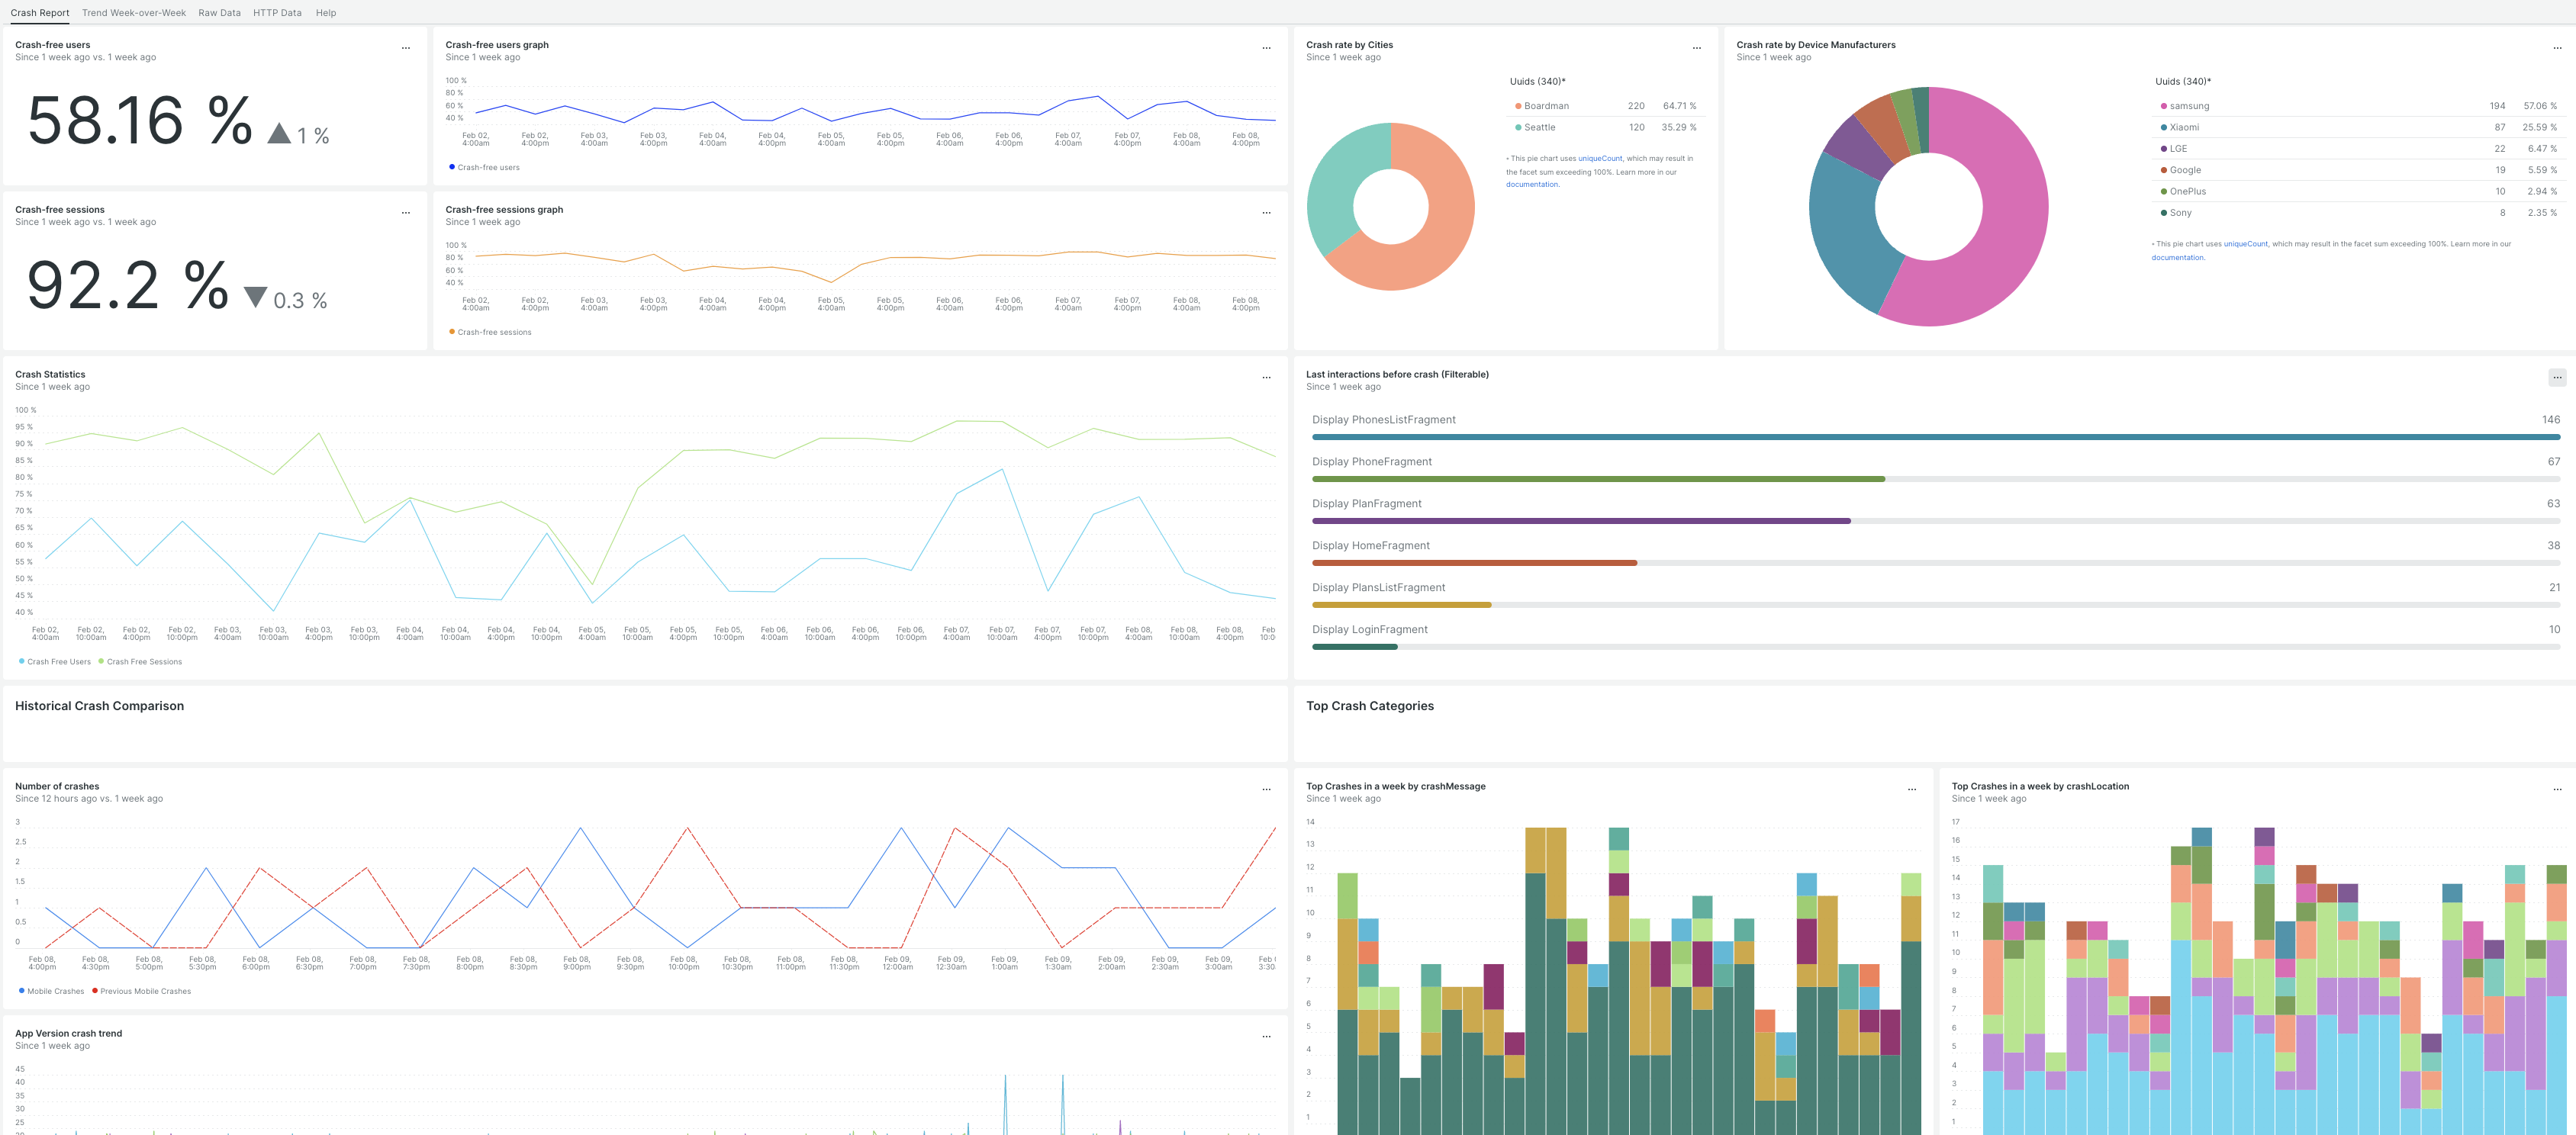 Crash Report Trend Week-over-Week Raw Data HTTP Data Help
Crash-free users
Since 1 week ago vs. 1 week ago
58.16 % 1 %
Crash-free users graph
Since 1 week ago
100 %
80 %
60 %
40 %
Feb 02, Feb 02, Feb 03, Feb 03, Feb 04, Feb 04, Feb 05, Feb 05, Feb 06, Feb 06, Feb 07, Feb 07, Feb 08, Feb 08,
4:00am 4:00pm 4:00am 4:00pm 4:00am 4:00pm 4:00am 4:00pm 4:00am 4:00pm 4:00am 4:00pm 4:00am 4:00pm
Crash-free users
Crash-free sessions
Since 1 week ago vs. 1 week ago
92.2 % 0.3 %
Crash-free sessions graph
Since 1 week ago
100 %
80 %
60 %
40 %
Feb 02, Feb 02, Feb 03, Feb 03, Feb 04, Feb 04, Feb 05, Feb 05, Feb 06, Feb 06, Feb 07, Feb 07, Feb 08, Feb 08,
4:00am 4:00pm 4:00am 4:00pm 4:00am 4:00pm 4:00am 4:00pm 4:00am 4:00pm 4:00am 4:00pm 4:00am 4:00pm
Crash-free sessions
Crash rate by Cities
Since 1 week ago
Uuids (340)*
Boardman 220 64.71 %
Seattle 120 35.29 %
* This pie chart uses uniqueCount, which may result in
the facet sum exceeding 100%. Learn more in our
documentation.
Crash rate by Device Manufacturers
Since 1 week ago
Uuids (340)*
samsung 194 57.06 %
Xiaomi 87 25.59 %
LGE 22 6.47 %
Google 19 5.59 %
OnePlus 10 2.94 %
Sony 8 2.35 %
* This pie chart uses uniqueCount, which may result in the facet sum exceeding 100%. Learn more in our
documentation.
Crash Statistics
Since 1 week ago
100 %
95 %
90 %
85 %
80 %
75 %
70 %
65 %
60 %
55 %
50 %
45 %
40 %
Feb 02, Feb 02, Feb 02, Feb 02, Feb 03, Feb 03, Feb 03, Feb 03, Feb 04, Feb 04, Feb 04, Feb 04, Feb 05, Feb 05, Feb 05, Feb 05, Feb 06, Feb 06, Feb 06, Feb 06, Feb 07, Feb 07, Feb 07, Feb 07, Feb 08, Feb 08, Feb 08, Feb
4:00am 10:00am 4:00pm 10:00pm 4:00am 10:00am 4:00pm 10:00pm 4:00am 10:00am 4:00pm 10:00pm 4:00am 10:00am 4:00pm 10:00pm 4:00am 10:00am 4:00pm 10:00pm 4:00am 10:00am 4:00pm 10:00pm 4:00am 10:00am 4:00pm 10:0
Crash Free Users Crash Free Sessions
Last interactions before crash (Filterable)
Since 1 week ago
Display PhonesListFragment 146
Display PhoneFragment 67
Display PlanFragment 63
Display HomeFragment 38
Display PlansListFragment 21
Display LoginFragment 10
Historical Crash Comparison
Top Crash Categories
Number of crashes
Since 12 hours ago vs. 1 week ago
3
2.5
2
1.5
1
0.5
0
Feb 08, Feb 08, Feb 08, Feb 08, Feb 08, Feb 08, Feb 08, Feb 08, Feb 08, Feb 08, Feb 08, Feb 08, Feb 08, Feb 08, Feb 08, Feb 08, Feb 09, Feb 09, Feb 09, Feb 09, Feb 09, Feb 09, Feb 09, Feb
4:00pm 4:30pm 5:00pm 5:30pm 6:00pm 6:30pm 7:00pm 7:30pm 8:00pm 8:30pm 9:00pm 9:30pm 10:00pm 10:30pm 11:00pm 11:30pm 12:00am 12:30am 1:00am 1:30am 2:00am 2:30am 3:00am 3:30
Mobile Crashes Previous Mobile Crashes
App Version crash trend
Since 1 week ago
45
40
35
30
25
Top Crashes in a week by crashMessage
Since 1 week ago
14
13
12
11
10
9
8
7
6
5
4
3
2
1
Top Crashes in a week by crashLocation
Since 1 week ago
17
16
15
14
13
12
11
10
9
8
7
6
5
4
3
2
1